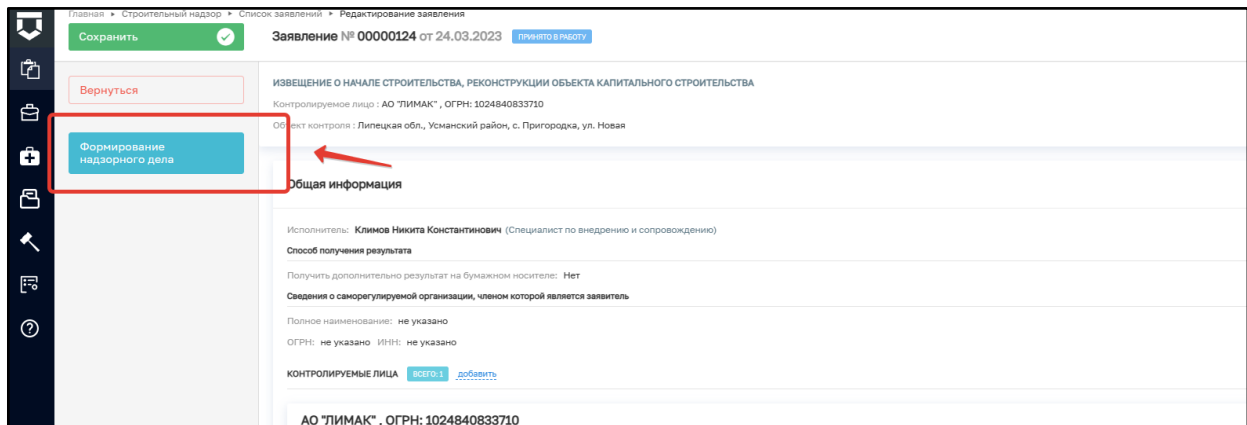 Главная ▸ Строительный надзор ▸ Список заявлений ▸ Редактирование заявления
Сохранить
Заявление № 00000124 от 24.03.2023 ПРИНЯТО В РАБОТУ
Вернуться
ИЗВЕЩЕНИЕ О НАЧАЛЕ СТРОИТЕЛЬСТВА, РЕКОНСТРУКЦИИ ОБЪЕКТА КАПИТАЛЬНОГО СТРОИТЕЛЬСТВА
Контролируемое лицо : АО "ЛИМАК" , ОГРН: 1024840833710
Объект контроля : Липецкая обл., Усманский район, с. Пригородка, ул. Новая
Формирование
надзорного дела
Общая информация
Исполнитель: Климов Никита Константинович (Специалист по внедрению и сопровождению)
Способ получения результата
Получить дополнительно результат на бумажном носителе: Нет
Сведения о саморегулируемой организации, членом которой является заявитель
Полное наименование: не указано
ОГРН: не указано ИНН: не указано
КОНТРОЛИРУЕМЫЕ ЛИЦА ВСЕГО: 1 добавить
АО "ЛИМАК" , ОГРН: 1024840833710